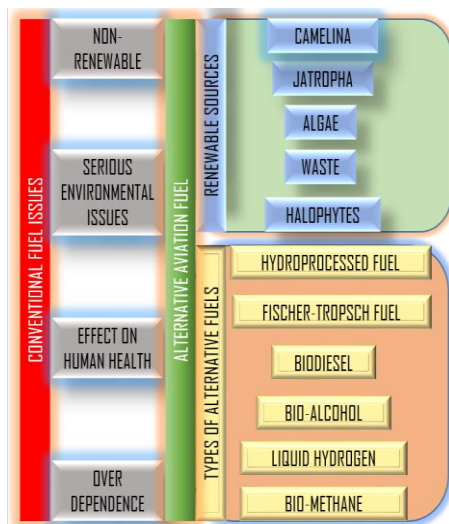 CONVENTIONAL FUEL ISSUES
NON-
RENEWABLE
SERIOUS
ENVIRONMENTAL
ISSUES
EFFECT ON
HUMAN HEALTH
OVER
DEPENDENCE
ALTERNATIVE AVIATION FUEL
RENEWABLE SOURCES
CAMELINA
JATROPHA
ALGAE
WASTE
HALOPHYTES
TYPES OF ALTERNATIVE FUELS
HYDROPROCESSED FUEL
FISCHER-TROPSCH FUEL
BIODIESEL
BIO-ALCOHOL
LIQUID HYDROGEN
BIO-METHANE